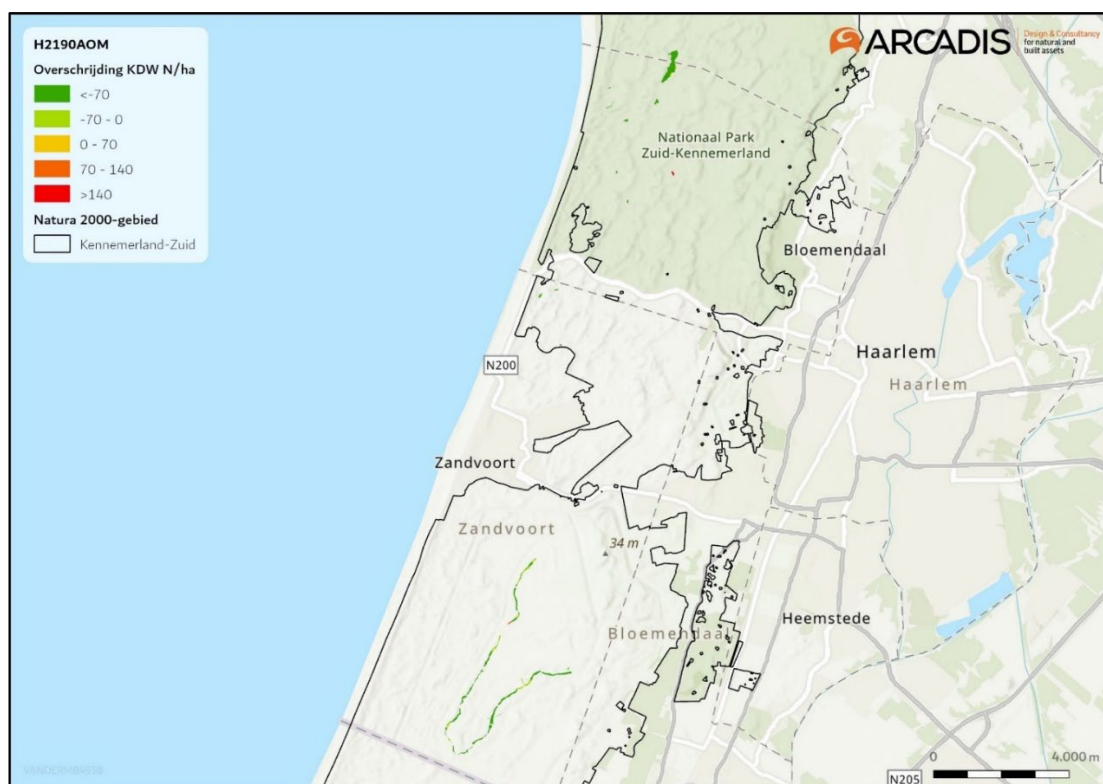 H2190AOM
Overschrijding KDW N/ha
<-70
-70 - 0
0 - 70
70 - 140
>140
Natura 2000-gebied
Kennemerland-Zuid
ARCADIS
Design & Consultancy
for natural and
built assets
Nationaal Park
Zuid-Kennemerland
Bloemendaal
Haarlem
Haarlem
N200
Zandvoort
Zandvoort
34 m
Bloemendaal
Heemstede
0
4.000 m
N205